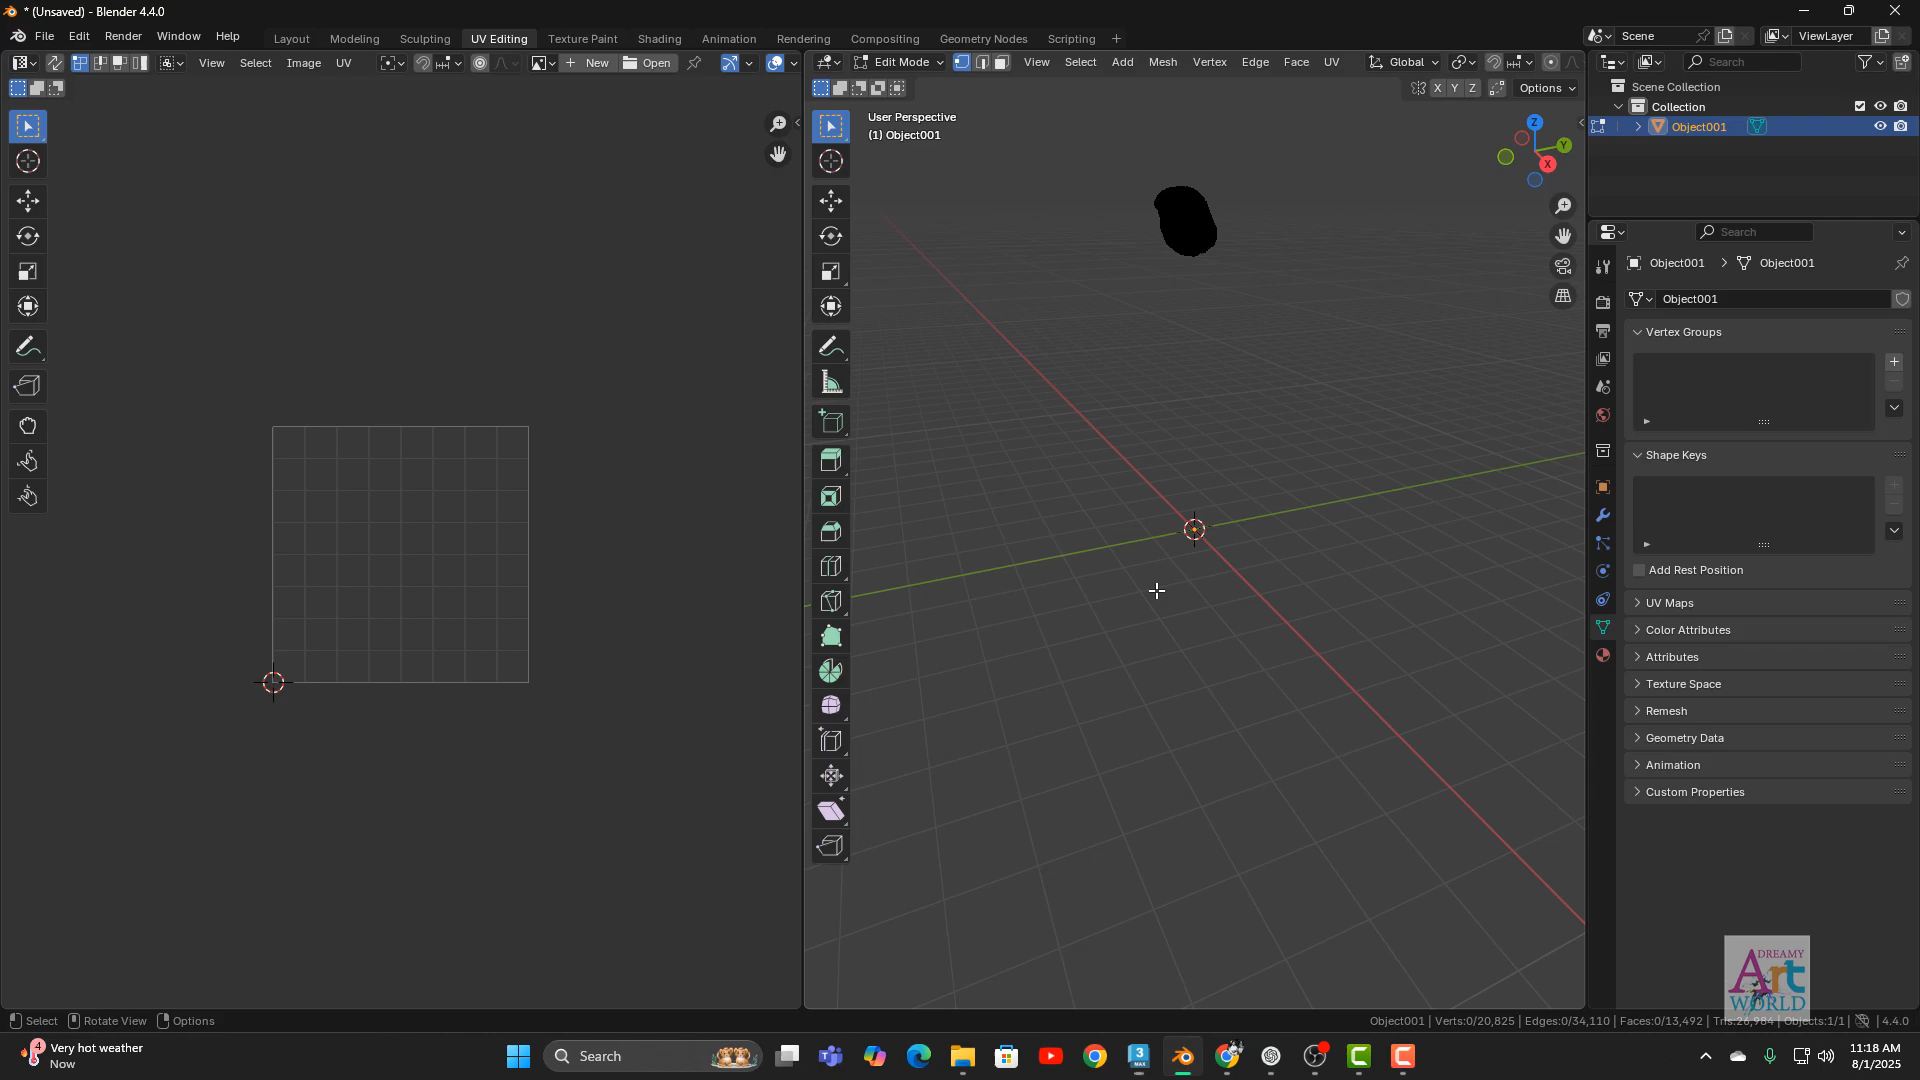 * (Unsaved) - Blender 4.4.0
File Edit Render Window Help
Layout Modeling Sculpting UV Editing Texture Paint Shading Animation Rendering Compositing Geometry Nodes Scripting +
Scene
ViewLayer
View Select Image UV
New Open
Edit Mode
View Select Add Mesh Vertex Edge Face UV
Global
X Y Z Options
Search
Scene Collection
Collection
Object001
User Perspective
(1) Object001
Z
Y
X
Search
Object001 > Object001
Object001
Vertex Groups
Shape Keys
Add Rest Position
UV Maps
Color Attributes
Attributes
Texture Space
Remesh
Geometry Data
Animation
Custom Properties
DREAMY
Art
WORLD
Select Rotate View Options
Object001 | Verts:0/20,825 | Edges:0/34,110 | Faces:0/13,492 | Tris:26,984 | Objects:1/1 | 4.4.0
4
Very hot weather
Now
Search
3
MAX
11:18 AM
8/1/2025